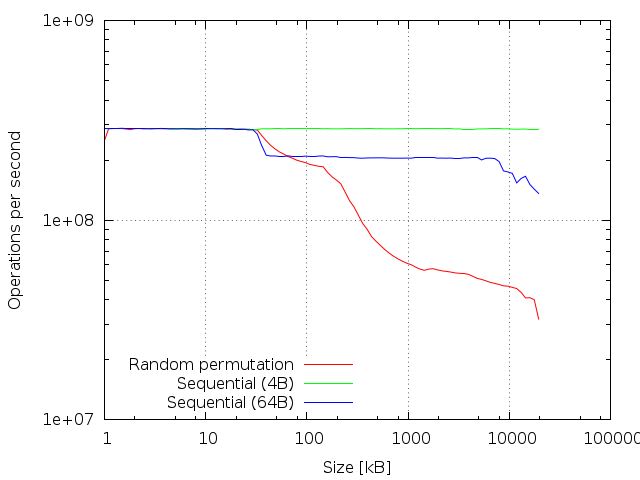 1e+09
1e+08
1e+07
Operations per second
Random permutation
Sequential (4B)
Sequential (64B)
1 10 100 1000 10000 100000
Size [kB]